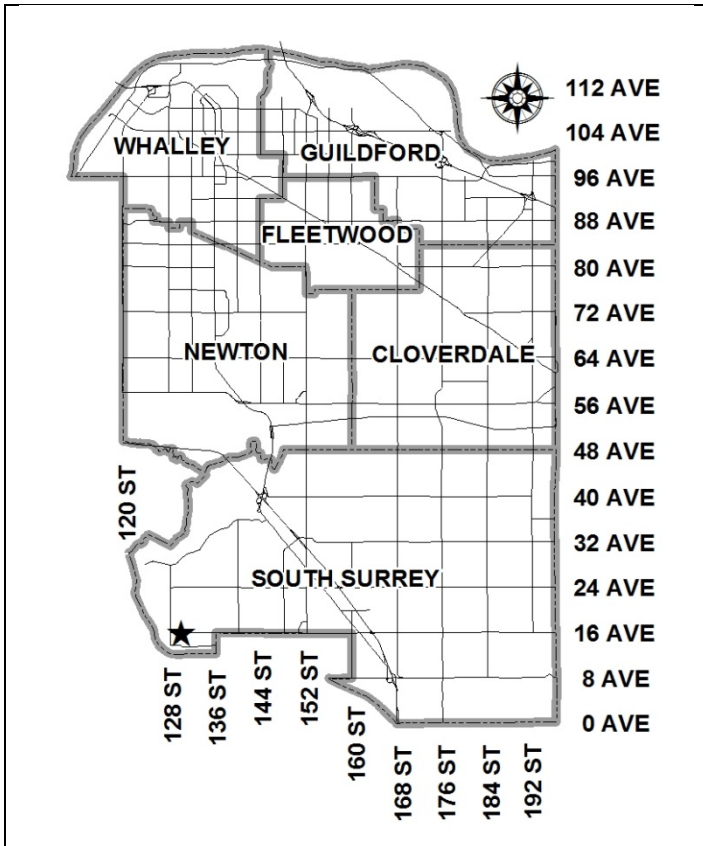 112 AVE
104 AVE
WHALLEY
GUILDFORD
96 AVE
88 AVE
FLEETWOOD
80 AVE
72 AVE
NEWTON
CLOVERDALE
64 AVE
56 AVE
48 AVE
120 ST
40 AVE
32 AVE
SOUTH SURREY
24 AVE
16 AVE
128 ST
136 ST
144 ST
152 ST
160 ST
8 AVE
0 AVE
168 ST
176 ST
184 ST
192 ST